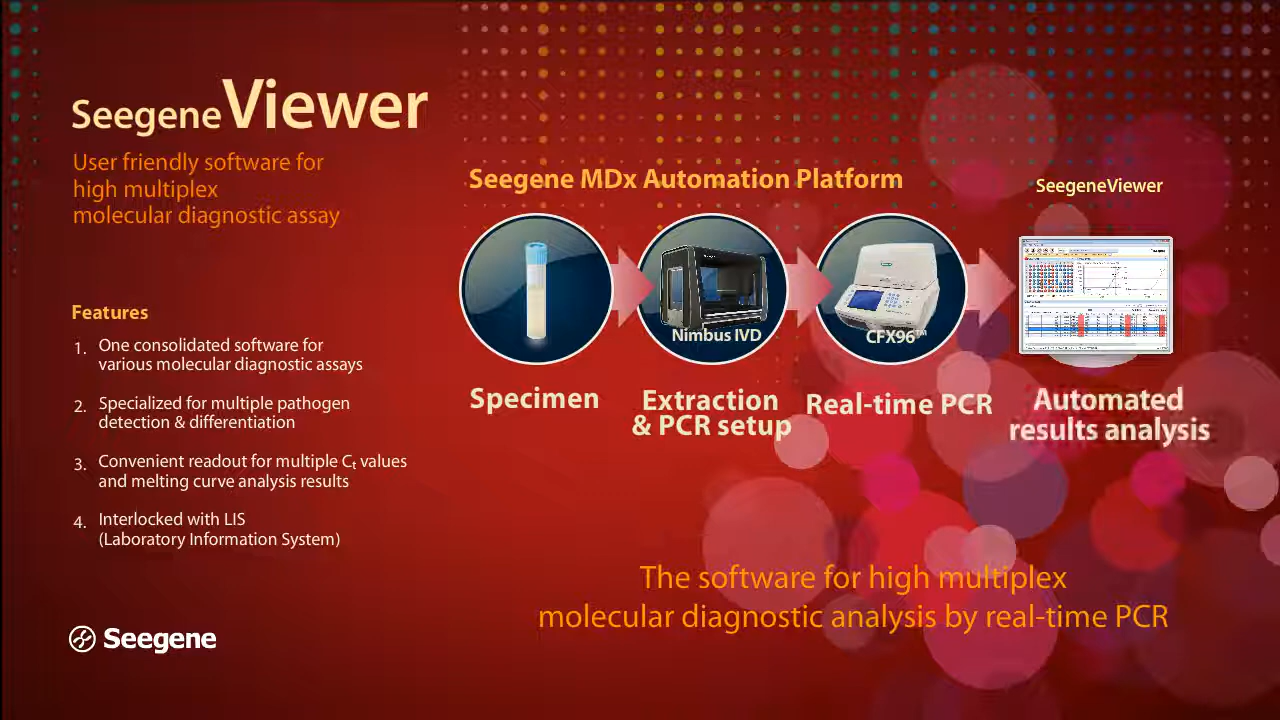 SeegeneViewer
User friendly software for
high multiplex
molecular diagnostic assay
Features
1. One consolidated software for
various molecular diagnostic assays
2. Specialized for multiple pathogen
detection & differentiation
3. Convenient readout for multiple Ct values
and melting curve analysis results
4. Interlocked with LIS
(Laboratory Information System)
Seegene
Seegene MDx Automation Platform
SeegeneViewer
Nimbus IVD
CFX96™
Specimen
Extraction
& PCR setup
Real-time PCR
Automated
results analysis
The software for high multiplex
molecular diagnostic analysis by real-time PCR